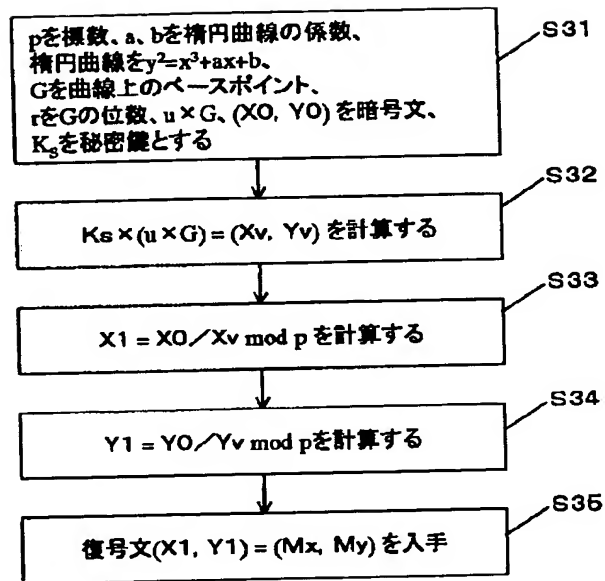 pを標数、a、bを楕円曲線の係数、
楕円曲線をy²=x³+ax+b、
Gを曲線上のベースポイント、
rをGの位数、u×G、(X0, Y0) を暗号文、
Ksを秘密鍵とする
S31
Ks×(u×G)=(Xv, Yv) を計算する
S32
X1 = X0/Xv mod p を計算する
S33
Y1 = Y0/Yv mod pを計算する
S34
復号文(X1, Y1)=(Mx, My) を入手
S35